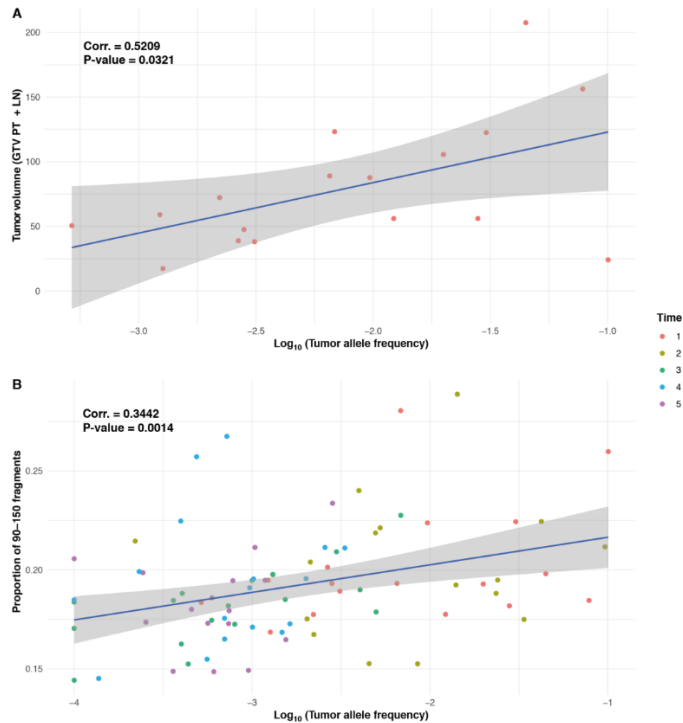 A
200
150
100
50
0
Corr. = 0.5209
P-value = 0.0321
Tumor volumne (GTV PT + LN)
−3.0
−2.5
−2.0
−1.5
−1.0
Log10 (Tumor allele frequency)
Time
1
2
3
4
5
B
0.25
0.20
0.15
Corr. = 0.3442
P-value = 0.0014
Proportion of 90−150 fragments
−4
−3
−2
−1
Log10 (Tumor allele frequency)